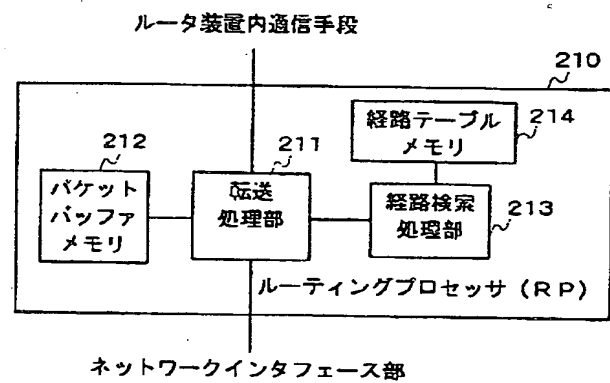 ルータ装置内通信手段
210
経路テーブル
メモリ
214
212
パケット
バッファ
メモリ
211
転送
処理部
経路検索
処理部
213
ルーティングプロセッサ(RP)
ネットワークインタフェース部